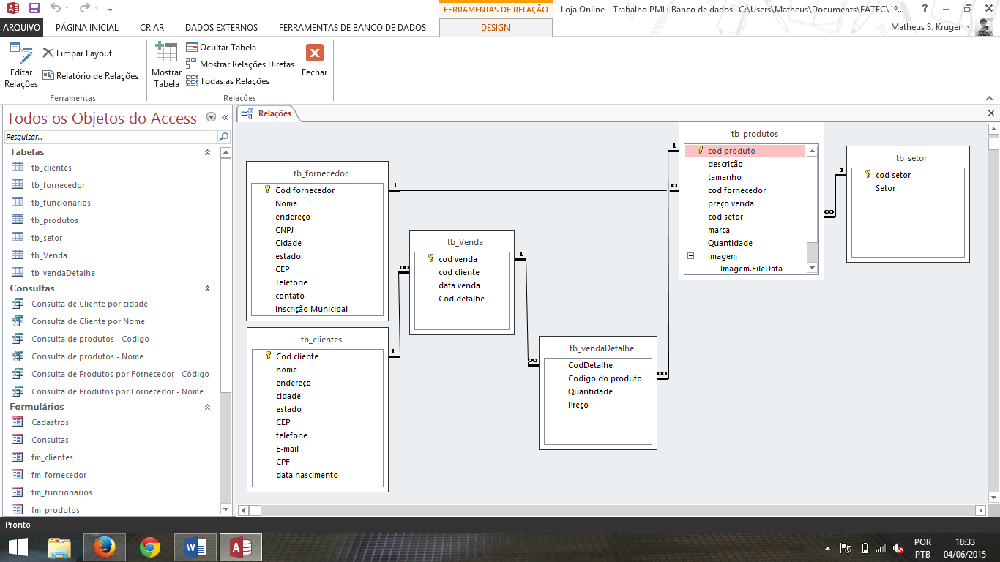 FERRAMENTAS DE RELAÇÃO
Loja Online - Trabalho PMI : Banco de dados- C:\Users\Matheus\Documents\FATEC\1º...
ARQUIVO
PÁGINA INICIAL
CRIAR
DADOS EXTERNOS
FERRAMENTAS DE BANCO DE DADOS
DESIGN
Matheus S. Kruger
Editar
Relações
Limpar Layout
Relatório de Relações
Ferramentas
Mostrar
Tabela
Ocultar Tabela
Mostrar Relações Diretas
Todas as Relações
Relações
Fechar
Todos os Objetos do Access
Pesquisar...
Tabelas
tb_clientes
tb_fornecedor
tb_funcionarios
tb_produtos
tb_setor
tb_Venda
tb_vendaDetalhe
Consultas
Consulta de Cliente por cidade
Consulta de Cliente por Nome
Consulta de produtos - Codigo
Consulta de produtos - Nome
Consulta de Produtos por Fornecedor - Código
Consulta de Produtos por Fornecedor - Nome
Formulários
Cadastros
Consultas
fm_clientes
fm_fornecedor
fm_funcionarios
fm_produtos
Relações
tb_fornecedor
Cod fornecedor
Nome
endereço
CNPJ
Cidade
estado
CEP
Telefone
contato
Inscrição Municipal
1
∞
tb_clientes
Cod cliente
nome
endereço
cidade
estado
CEP
telefone
E-mail
CPF
data nascimento
1
∞
tb_Venda
cod venda
cod cliente
data venda
Cod detalhe
1
∞
tb_vendaDetalhe
CodDetalhe
Codigo do produto
Quantidade
Preço
∞
1
tb_produtos
cod produto
descrição
tamanho
cod fornecedor
preço venda
cod setor
marca
Quantidade
Imagem
Imagem.FileData
∞
1
tb_setor
cod setor
Setor
Pronto
POR
PTB
18:33
04/06/2015